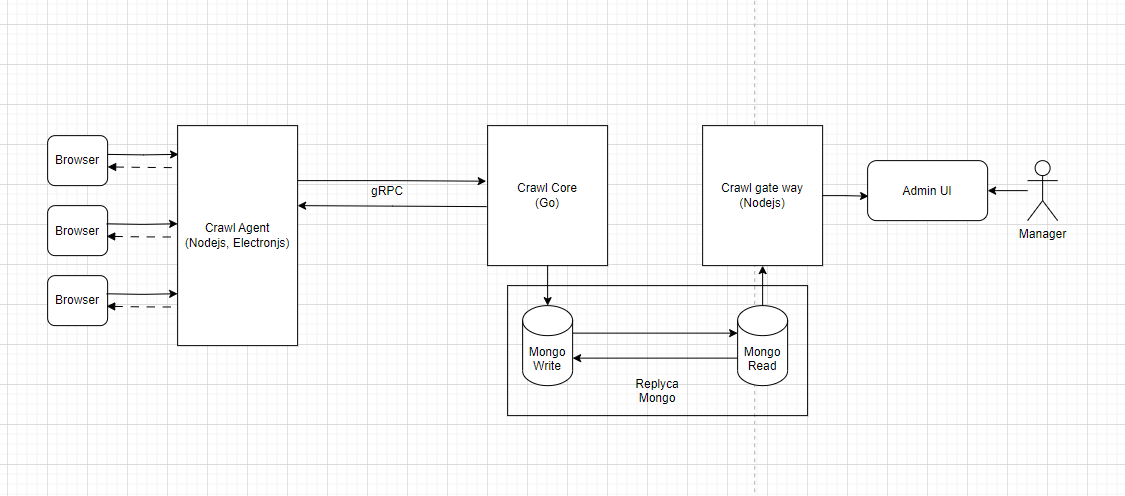 Browser
Browser
Browser
Crawl Agent
(Nodejs, Electronjs)
gRPC
Crawl Core
(Go)
Crawl gate way
(Nodejs)
Admin UI
Manager
Mongo
Write
Mongo
Read
Replyca
Mongo